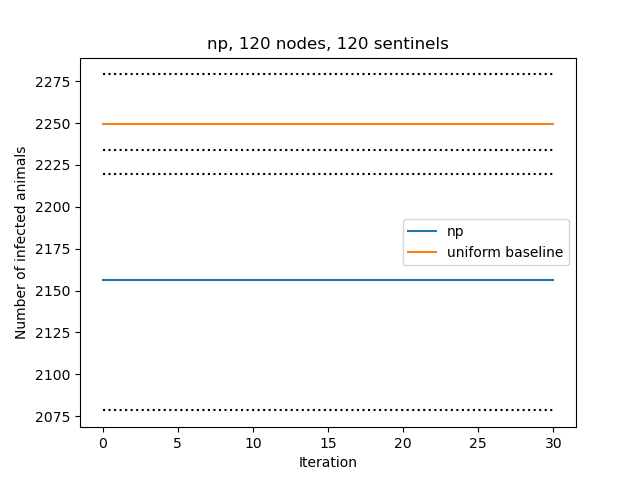 np, 120 nodes, 120 sentinels
2275
2250
2225
2200
2175
2150
2125
2100
2075
Number of infected animals
np
uniform baseline
0 5 10 15 20 25 30
Iteration